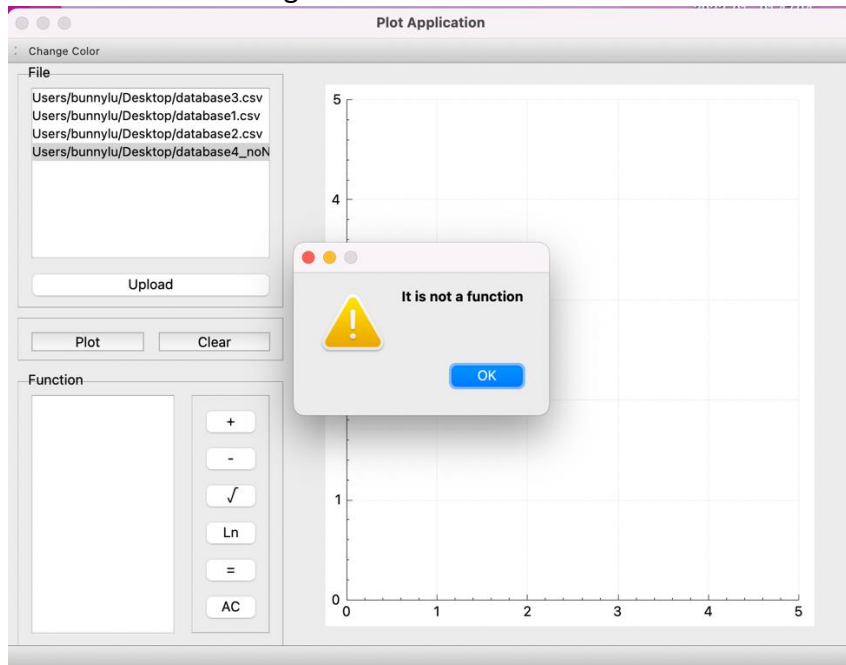 Plot Application
Change Color
File
Users/bunnylu/Desktop/database3.csv
Users/bunnylu/Desktop/database1.csv
Users/bunnylu/Desktop/database2.csv
Users/bunnylu/Desktop/database4_noN
Upload
Plot Clear
Function
+
-
√
Ln
=
AC
It is not a function
OK
5
4
1
0
0 1 2 3 4 5